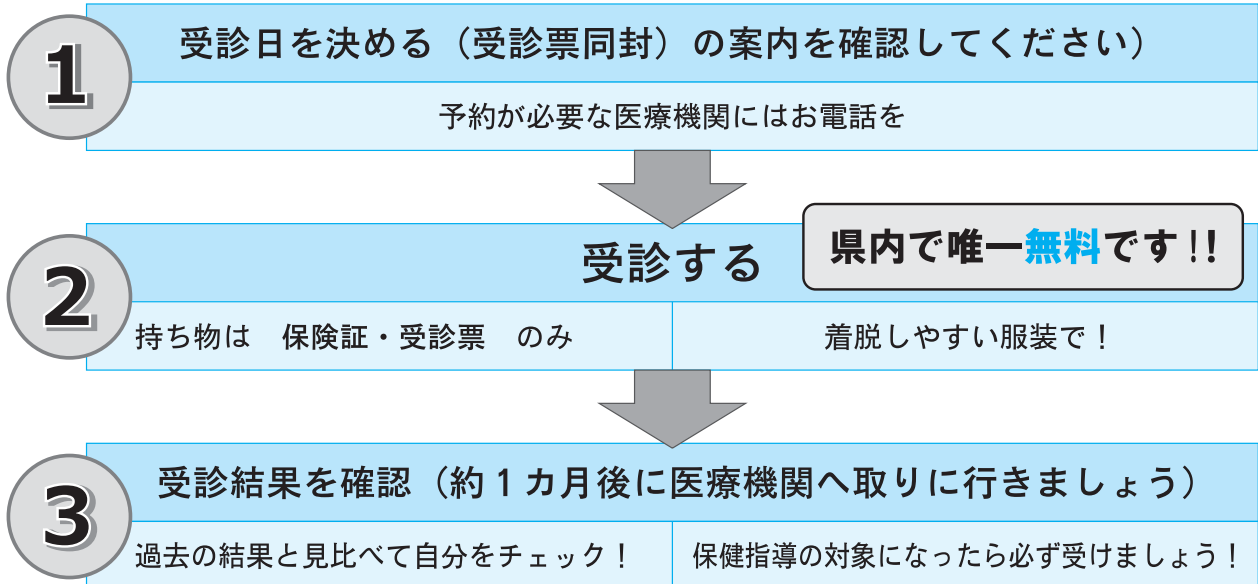 1
受診日を決める（受診票同封）の案内を確認してください）
予約が必要な医療機関にはお電話を
2
受診する
県内で唯一無料です!!
持ち物は　保険証・受診票　のみ
着脱しやすい服装で！
3
受診結果を確認（約１カ月後に医療機関へ取りに行きましょう）
過去の結果と見比べて自分をチェック！
保健指導の対象になったら必ず受けましょう！